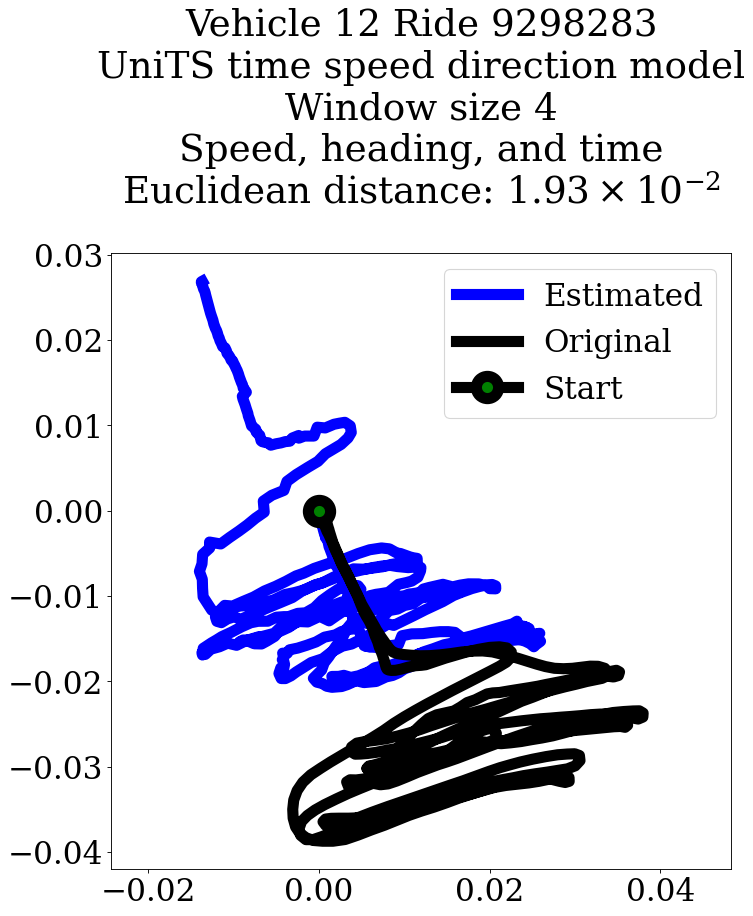 Vehicle 12 Ride 9298283
UniTS time speed direction model
Window size 4
Speed, heading, and time
Euclidean distance: 1.93 × 10⁻²
0.03
0.02
0.01
0.00
−0.01
−0.02
−0.03
−0.04
Estimated
Original
Start
−0.02
0.00
0.02
0.04